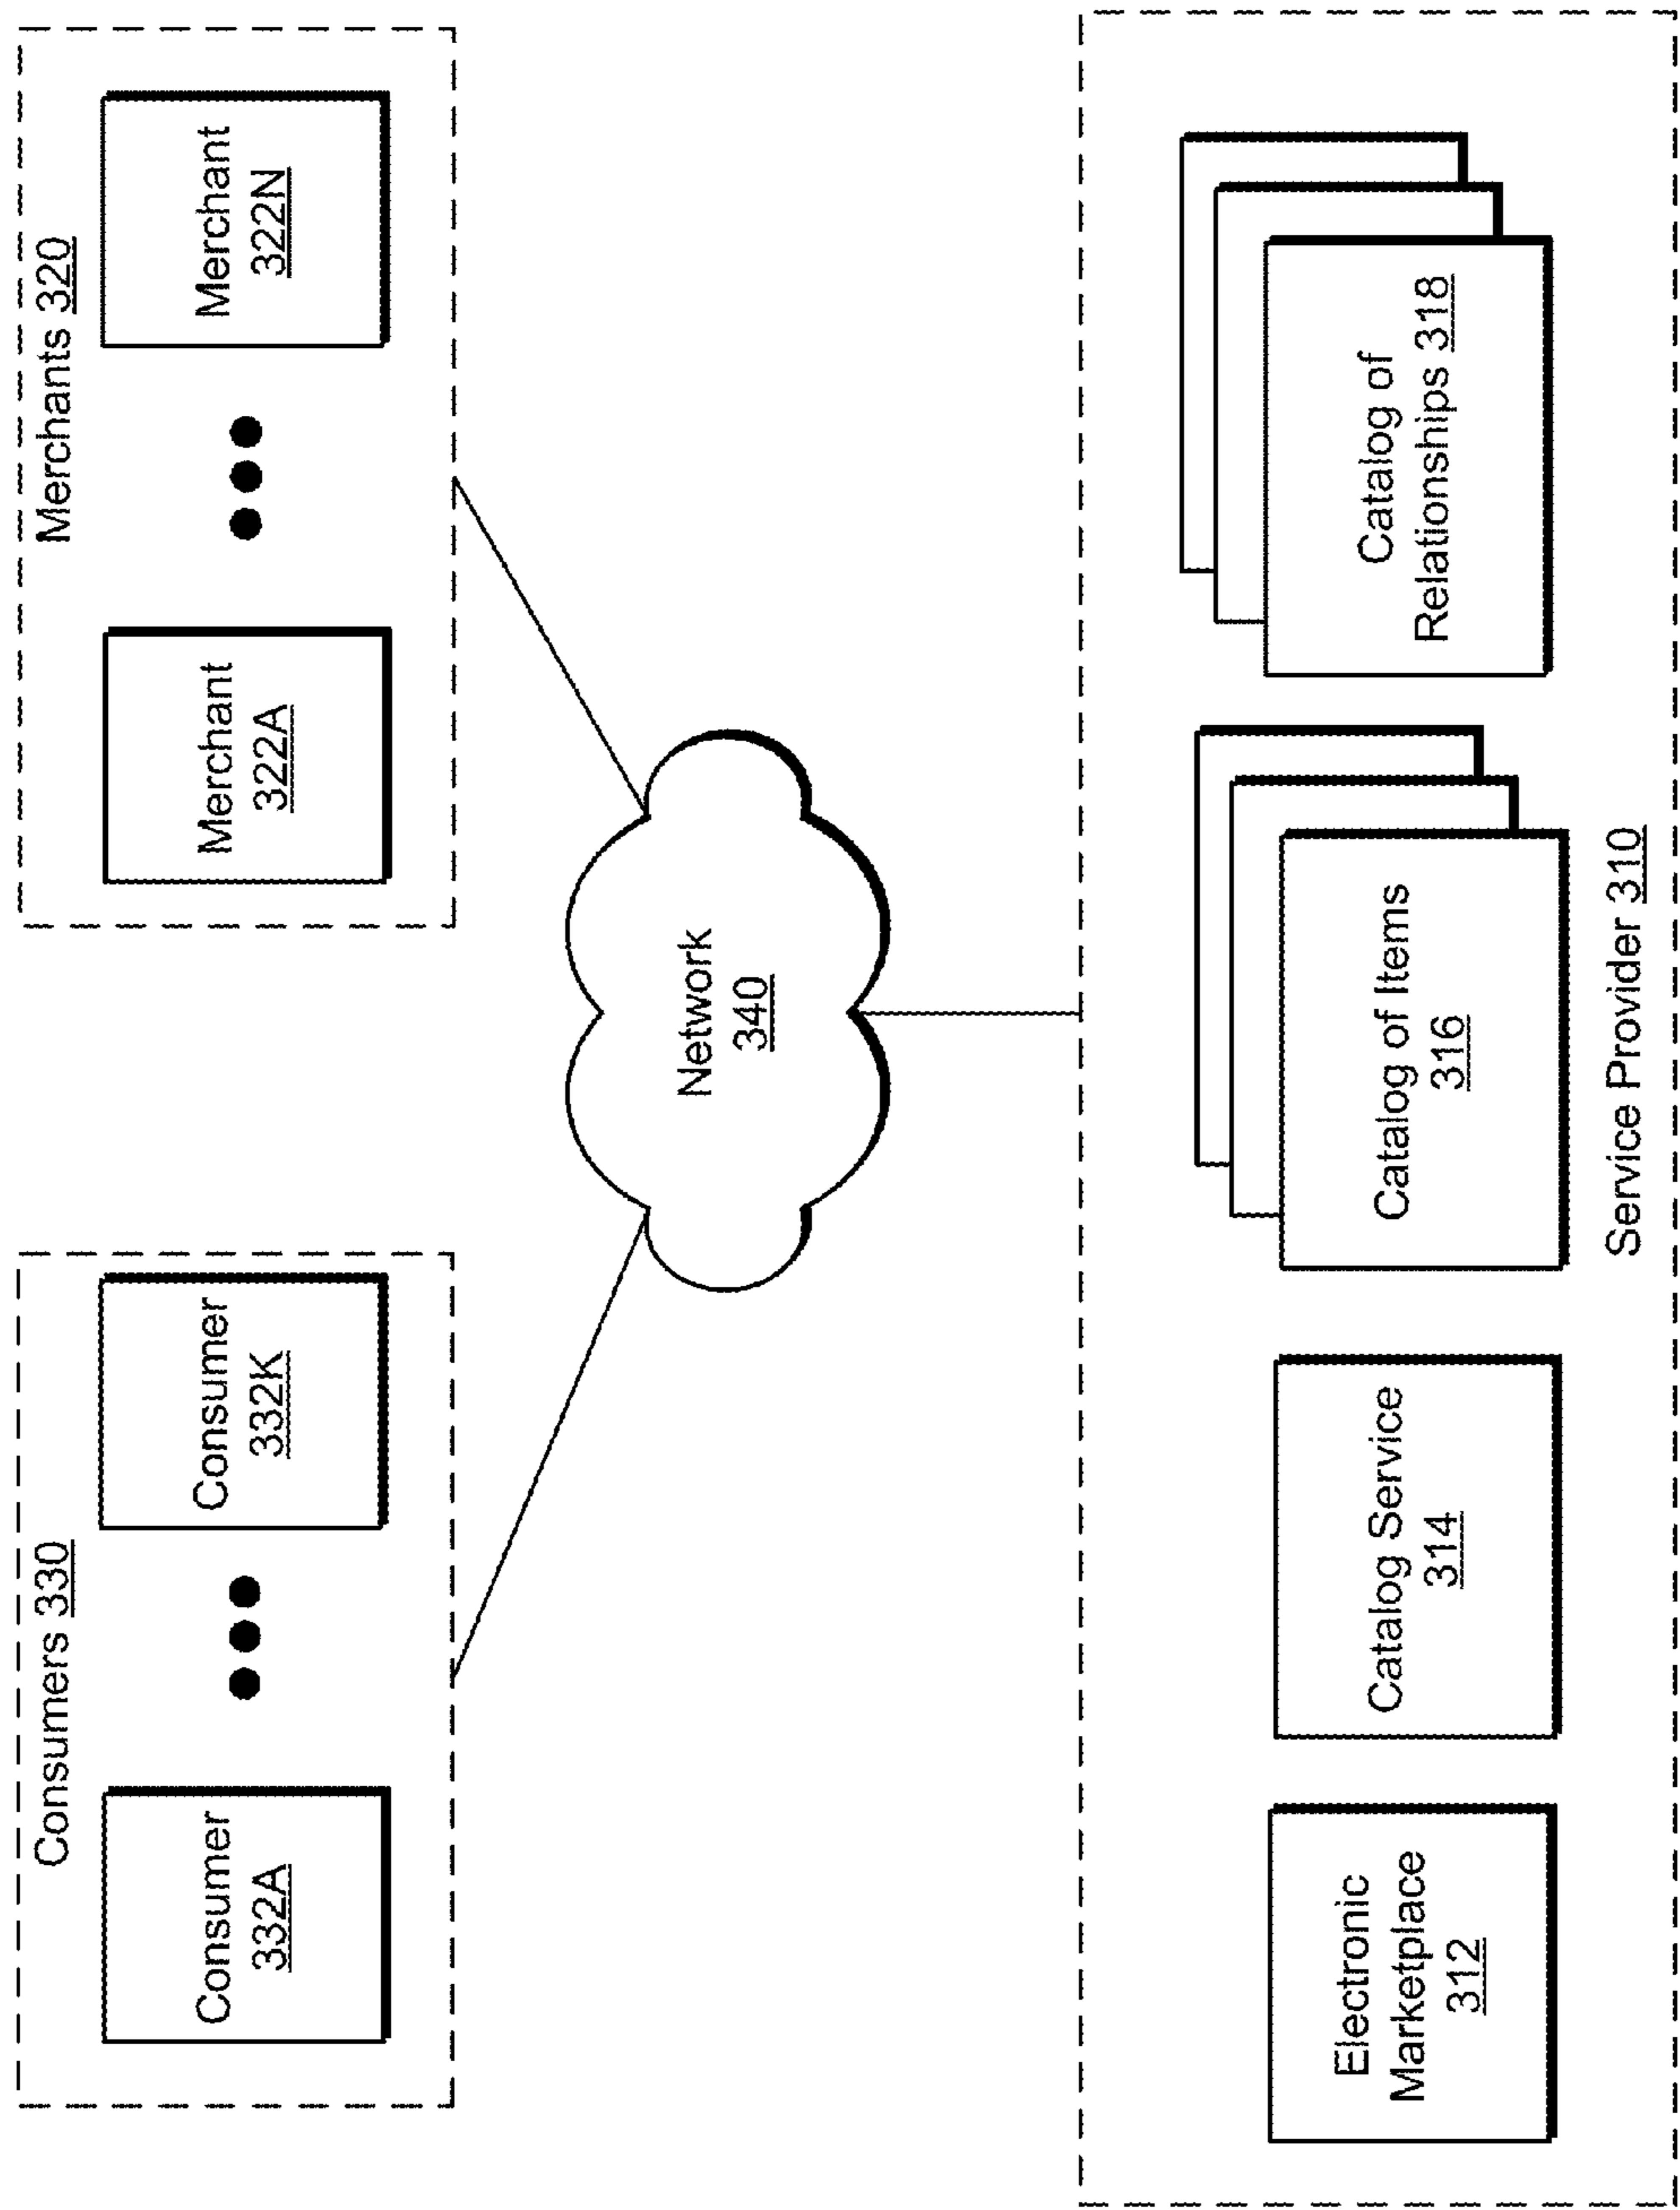 Consumers 330
Consumer
332A
Consumer
332K
Merchants 320
Merchant
322A
Merchant
322N
Network
340
Electronic
Marketplace
312
Catalog Service
314
Catalog of Items
316
Catalog of
Relationships 318
Service Provider 310